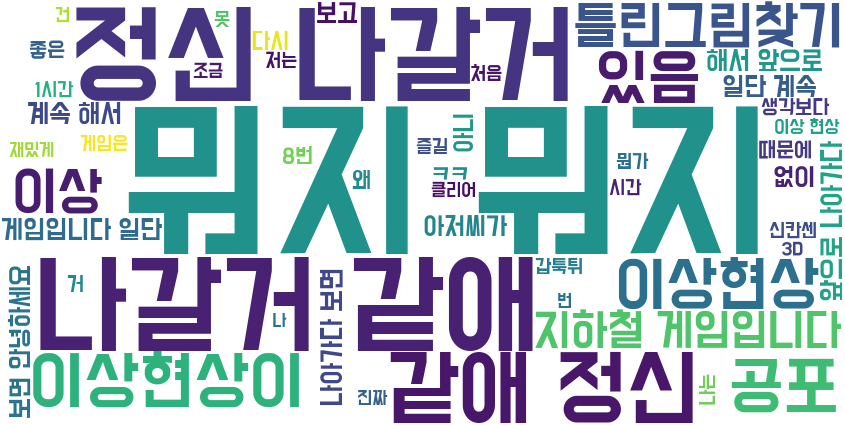 건
못
보고
정신 나갈거
틀린그림찾기
좋은
다시
저는
조금
처음
있음
해서 앞으로
1시간
일단 계속
계속 해서
생각보다
뭐지 뭐지
이상 현상
재밌게
게임은
8번
즐길
아니
뭔가
때문에
이상
왜
ㅋㅋ
클리어
시간
없이
앞으로 나아가다
게임입니다 일단
아저씨가
신칸센
3D
나갈거 같애
갑툭튀
이상현상
보면 안녕하세요
거
나
나아가다 보면
번
지하철 게임입니다
이상현상이
같애 정신
공포
진짜